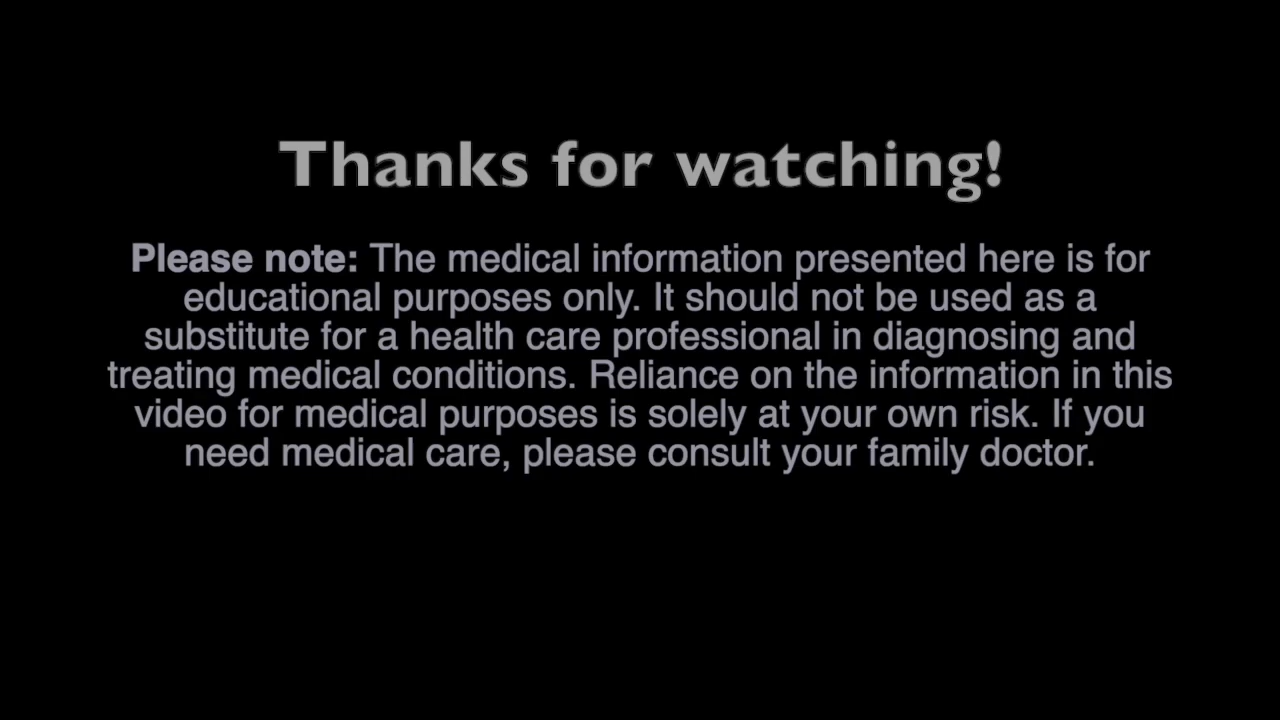 Thanks for watching!
Please note: The medical information presented here is for
educational purposes only. It should not be used as a
substitute for a health care professional in diagnosing and
treating medical conditions. Reliance on the information in this
video for medical purposes is solely at your own risk. If you
need medical care, please consult your family doctor.